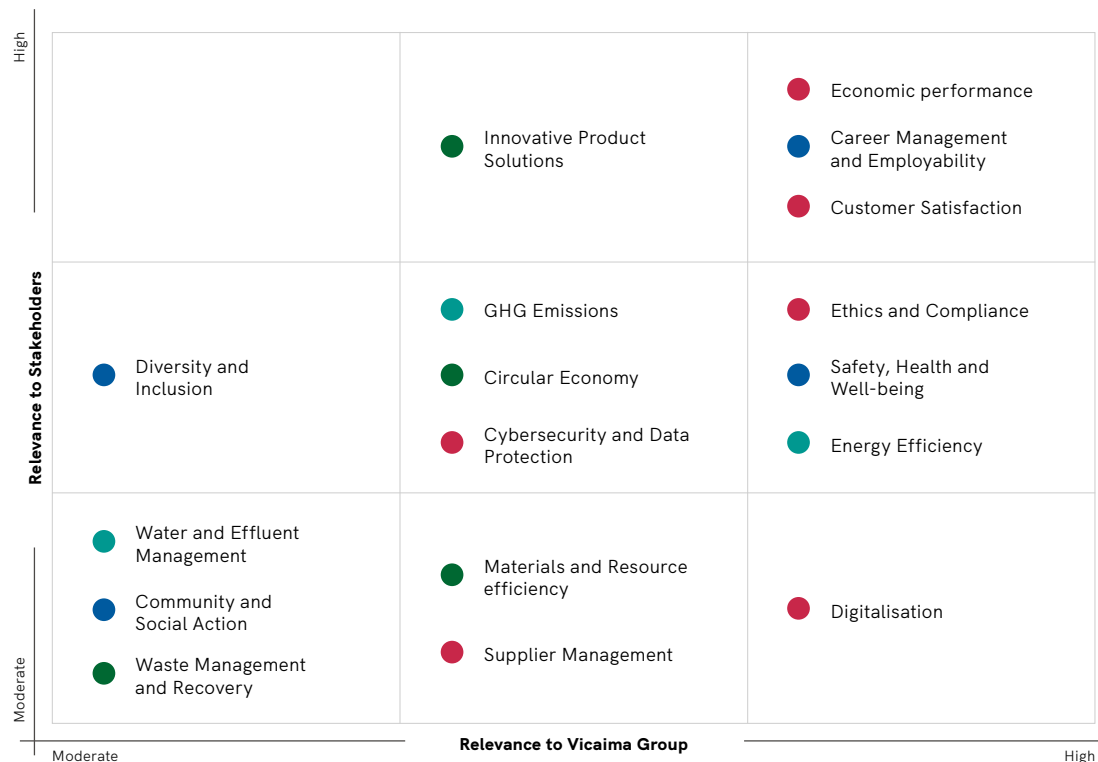 High
Relevance to Stakeholders
Moderate
Innovative Product
Solutions
Economic performance
Career Management
and Employability
Customer Satisfaction
Diversity and
Inclusion
GHG Emissions
Circular Economy
Cybersecurity and Data
Protection
Ethics and Compliance
Safety, Health and
Well-being
Energy Efficiency
Water and Effluent
Management
Community and
Social Action
Waste Management
and Recovery
Materials and Resource
efficiency
Supplier Management
Digitalisation
Moderate
Relevance to Vicaima Group
High